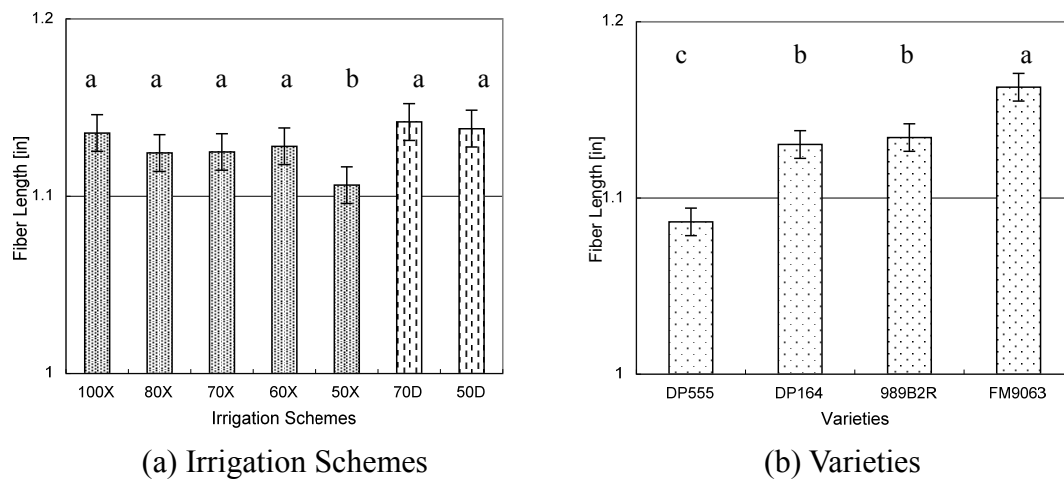 1.2
a a a a b a a
Fiber Length [in]
1.1
1
100X 80X 70X 60X 50X 70D 50D
Irrigation Schemes
(a) Irrigation Schemes
1.2
c b b a
Fiber Length [in]
1.1
1
DP555 DP164 989B2R FM9063
Varieties
(b) Varieties